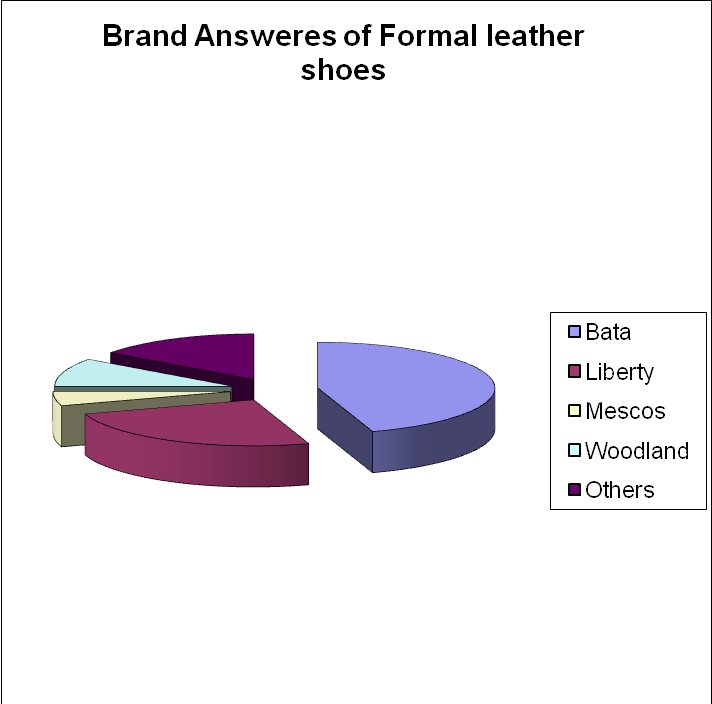 Brand Answeres of Formal leather
shoes
Bata
Liberty
Mescos
Woodland
Others